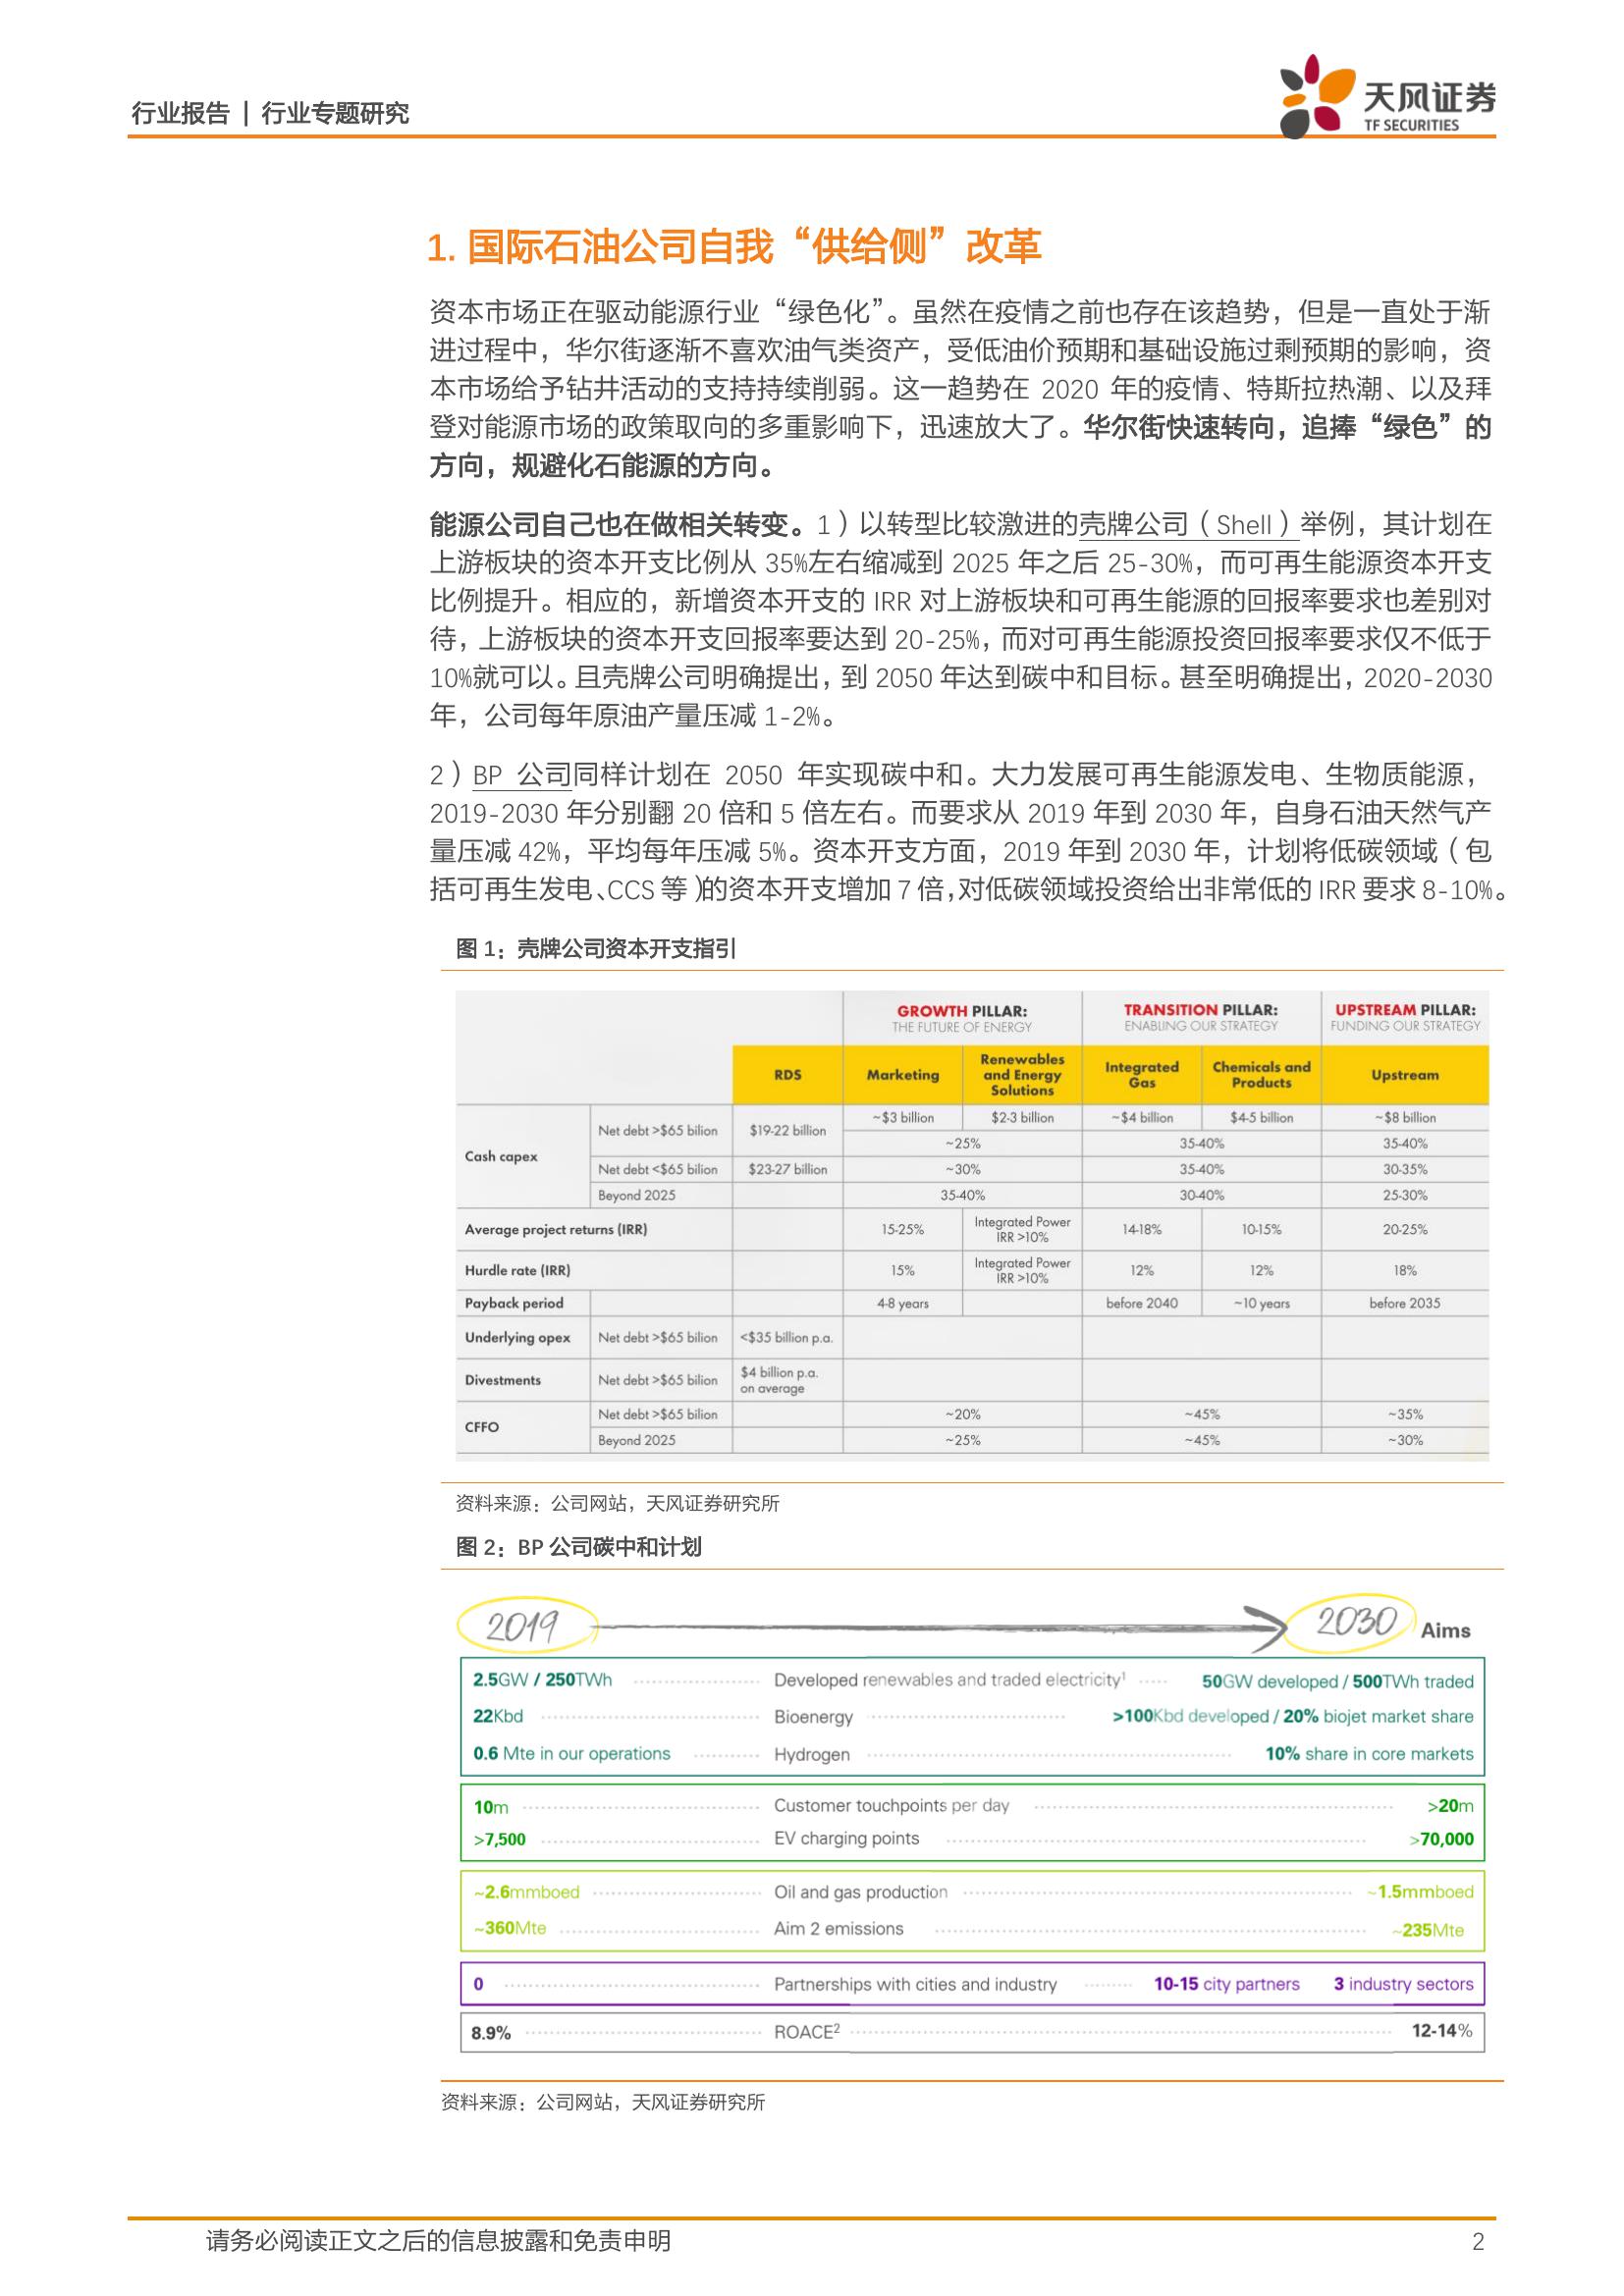 行业报告 | 行业专题研究
天风证券
TF SECURITIES
1. 国际石油公司自我“供给侧”改革
资本市场正在驱动能源行业“绿色化”。虽然在疫情之前也存在该趋势，但是一直处于渐
进过程中，华尔街逐渐不喜欢油气类资产，受低油价预期和基础设施过剩预期的影响，资
本市场给予钻井活动的支持持续削弱。这一趋势在 2020 年的疫情、特斯拉热潮、以及拜
登对能源市场的政策取向的多重影响下，迅速放大了。华尔街快速转向，追捧“绿色”的
方向，规避化石能源的方向。
能源公司自己也在做相关转变。1）以转型比较激进的壳牌公司（Shell）举例，其计划在
上游板块的资本开支比例从 35%左右缩减到 2025 年之后 25-30%，而可再生能源资本开支
比例提升。相应的，新增资本开支的 IRR 对上游板块和可再生能源的回报率要求也差别对
待，上游板块的资本开支回报率要达到 20-25%，而对可再生能源投资回报率要求仅不低于
10%就可以。且壳牌公司明确提出，到 2050 年达到碳中和目标。甚至明确提出，2020-2030
年，公司每年原油产量压减 1-2%。
2）BP 公司同样计划在 2050 年实现碳中和。大力发展可再生能源发电、生物质能源，
2019-2030 年分别翻 20 倍和 5 倍左右。而要求从 2019 年到 2030 年，自身石油天然气产
量压减 42%，平均每年压减 5%。资本开支方面，2019 年到 2030 年，计划将低碳领域（包
括可再生发电、CCS 等）的资本开支增加 7 倍，对低碳领域投资给出非常低的 IRR 要求 8-10%。
图 1：壳牌公司资本开支指引
GROWTH PILLAR: TRANSITION PILLAR: UPSTREAM PILLAR:
THE FUTURE OF ENERGY ENABLING OUR STRATEGY FUNDING OUR STRATEGY
RDS Marketing Renewables and Energy Solutions Integrated Gas Chemicals and Products Upstream
Cash capex Net debt >$65 bilion $19-22 billion ~$3 billion $2-3 billion ~$4 billion $4-5 billion ~$8 billion
~25% 35-40% 35-40%
Net debt <$65 bilion $23-27 billion ~30% 35-40% 30-35%
Beyond 2025 35-40% 30-40% 25-30%
Average project returns (IRR) 15-25% Integrated Power IRR >10% 14-18% 10-15% 20-25%
Hurdle rate (IRR) 15% Integrated Power IRR >10% 12% 12% 18%
Payback period 4-8 years before 2040 ~10 years before 2035
Underlying opex Net debt >$65 bilion <$35 billion p.a.
Divestments Net debt >$65 bilion $4 billion p.a. on average
CFFO Net debt >$65 bilion ~20% ~45% ~35%
Beyond 2025 ~25% ~45% ~30%
资料来源：公司网站，天风证券研究所
图 2：BP 公司碳中和计划
2019 2030 Aims
2.5GW / 250TWh Developed renewables and traded electricity¹ 50GW developed / 500TWh traded
22Kbd Bioenergy >100Kbd developed / 20% biojet market share
0.6 Mte in our operations Hydrogen 10% share in core markets
10m Customer touchpoints per day >20m
>7,500 EV charging points >70,000
~2.6mmboed Oil and gas production ~1.5mmboed
~360Mte Aim 2 emissions ~235Mte
0 Partnerships with cities and industry 10-15 city partners 3 industry sectors
8.9% ROACE² 12-14%
资料来源：公司网站，天风证券研究所
请务必阅读正文之后的信息披露和免责申明 2